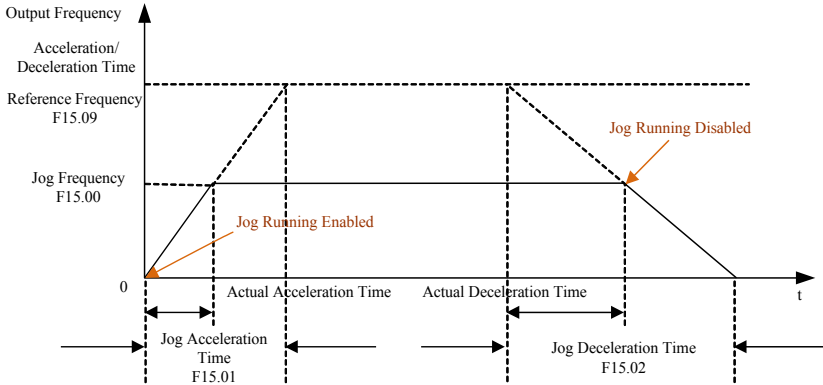 Output Frequency
Acceleration/
Deceleration Time
Reference Frequency
F15.09
Jog Running Disabled
Jog Frequency
F15.00
Jog Running Enabled
0
Actual Acceleration Time
Actual Deceleration Time
t
Jog Acceleration
Time
F15.01
Jog Deceleration Time
F15.02